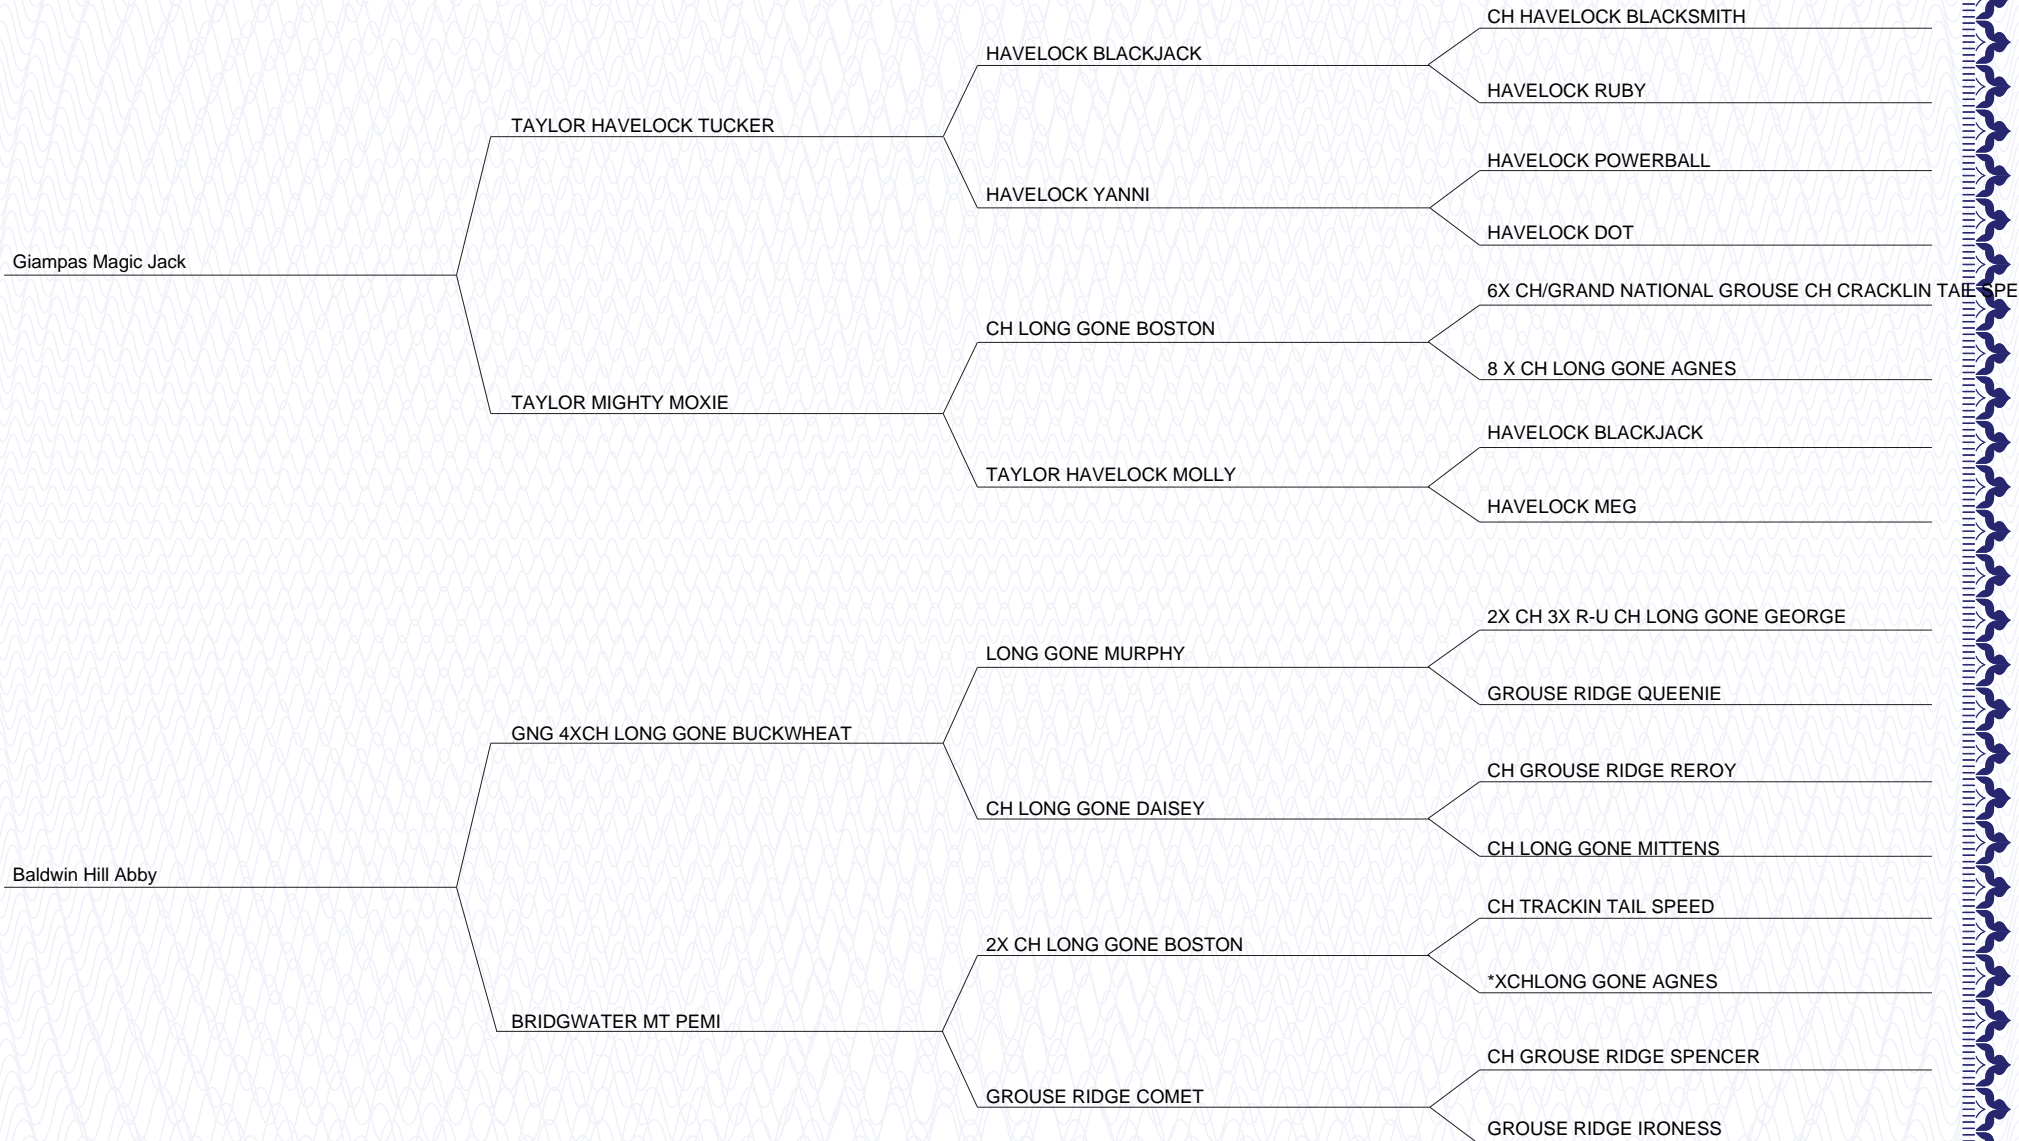 CH HAVELOCK BLACKSMITH
HAVELOCK BLACKJACK
HAVELOCK RUBY
TAYLOR HAVELOCK TUCKER
HAVELOCK POWERBALL
HAVELOCK YANNI
HAVELOCK DOT
Giampas Magic Jack
6X CH/GRAND NATIONAL GROUSE CH CRACKLIN TAIL SPE
CH LONG GONE BOSTON
8 X CH LONG GONE AGNES
TAYLOR MIGHTY MOXIE
HAVELOCK BLACKJACK
TAYLOR HAVELOCK MOLLY
HAVELOCK MEG
2X CH 3X R-U CH LONG GONE GEORGE
LONG GONE MURPHY
GROUSE RIDGE QUEENIE
GNG 4XCH LONG GONE BUCKWHEAT
CH GROUSE RIDGE REROY
CH LONG GONE DAISEY
CH LONG GONE MITTENS
Baldwin Hill Abby
CH TRACKIN TAIL SPEED
2X CH LONG GONE BOSTON
*XCHLONG GONE AGNES
BRIDGWATER MT PEMI
CH GROUSE RIDGE SPENCER
GROUSE RIDGE COMET
GROUSE RIDGE IRONESS